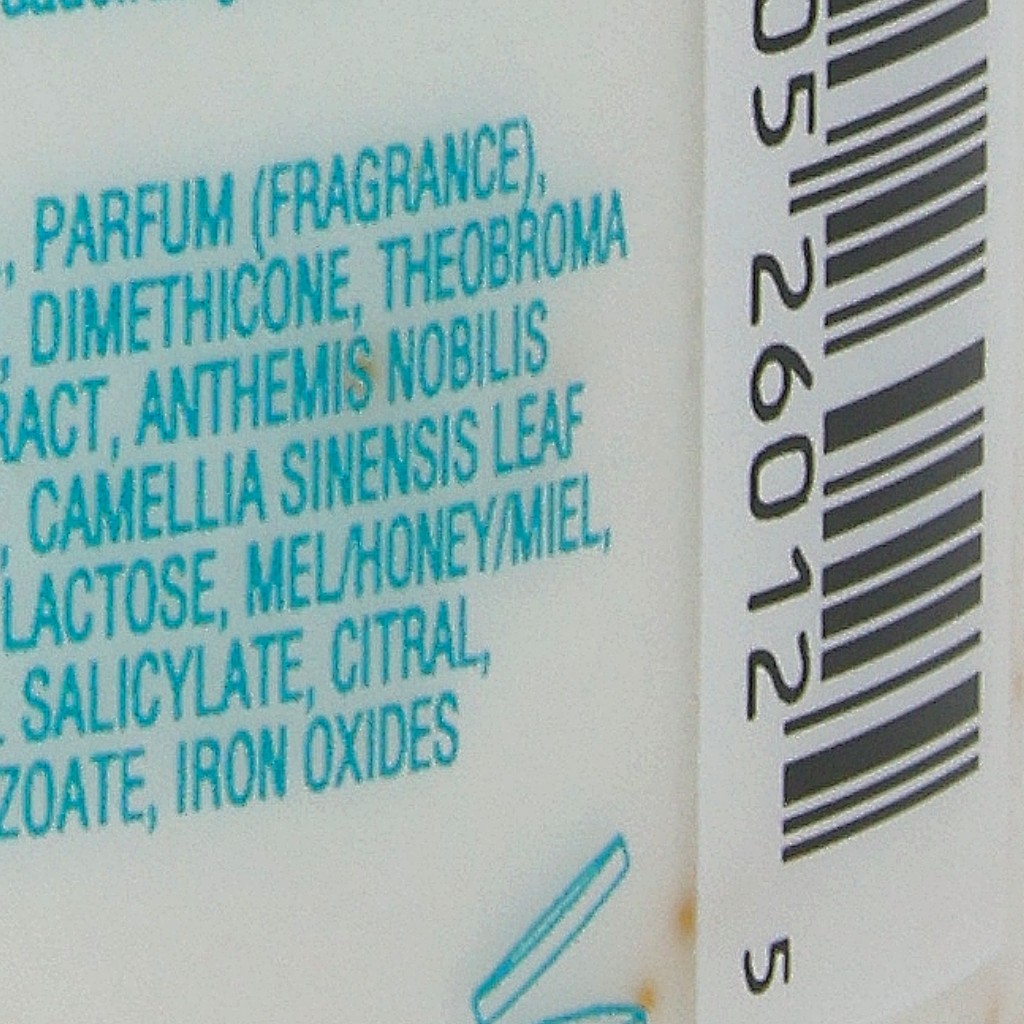 , PARFUM (FRAGRANCE),
, DIMETHICONE, THEOBROMA
RACT, ANTHEMIS NOBILIS
, CAMELLIA SINENSIS LEAF
LACTOSE, MEL/HONEY/MIEL,
SALICYLATE, CITRAL,
ZOATE, IRON OXIDES
05 26012 5